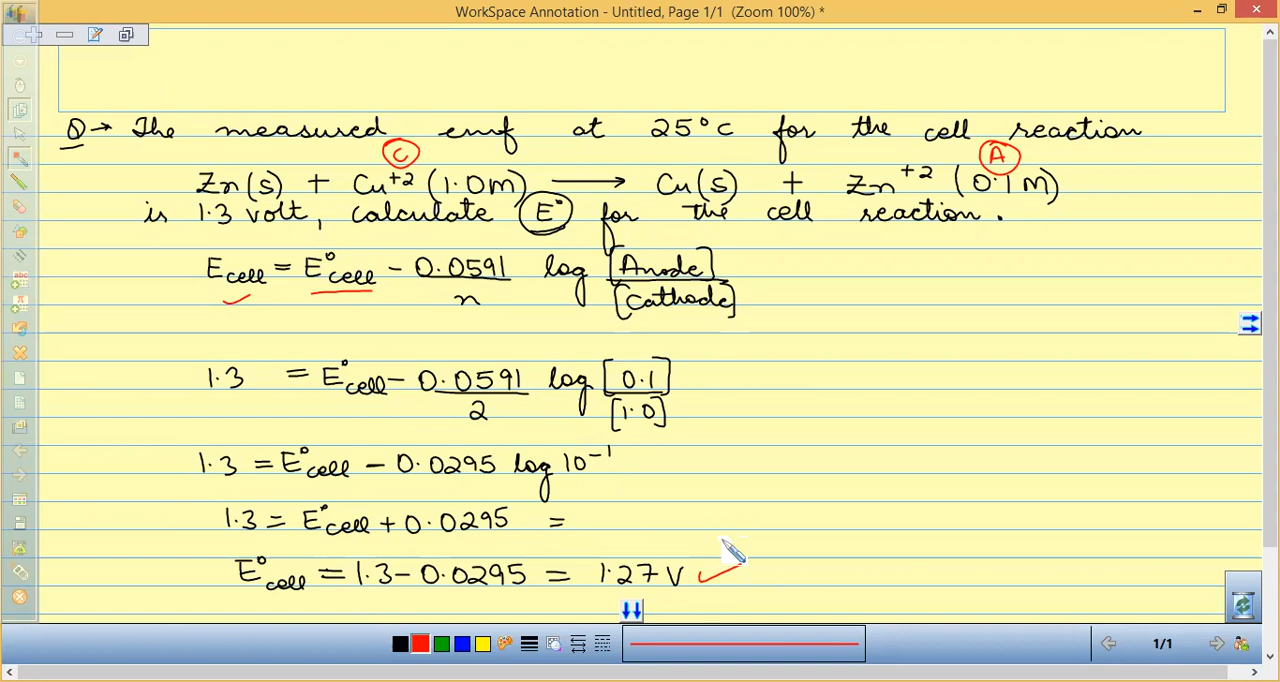 WorkSpace Annotation - Untitled, Page 1/1 (Zoom 100%) *
Q → The measured emf at 25°C for the cell reaction
C A
Zn(s) + Cu+2 (1.0m) → Cu(s) + Zn+2 (0.1m)
is 1.3 volt, calculate E° for the cell reaction.
Ecell = E°cell - 0.0591/n log [Anode]/[Cathode]
1.3 = E°cell - 0.0591/2 log [0.1]/[1.0]
1.3 = E°cell - 0.0295 log 10-1
1.3 = E°cell + 0.0295 =
E°cell = 1.3 - 0.0295 = 1.27 V
1/1